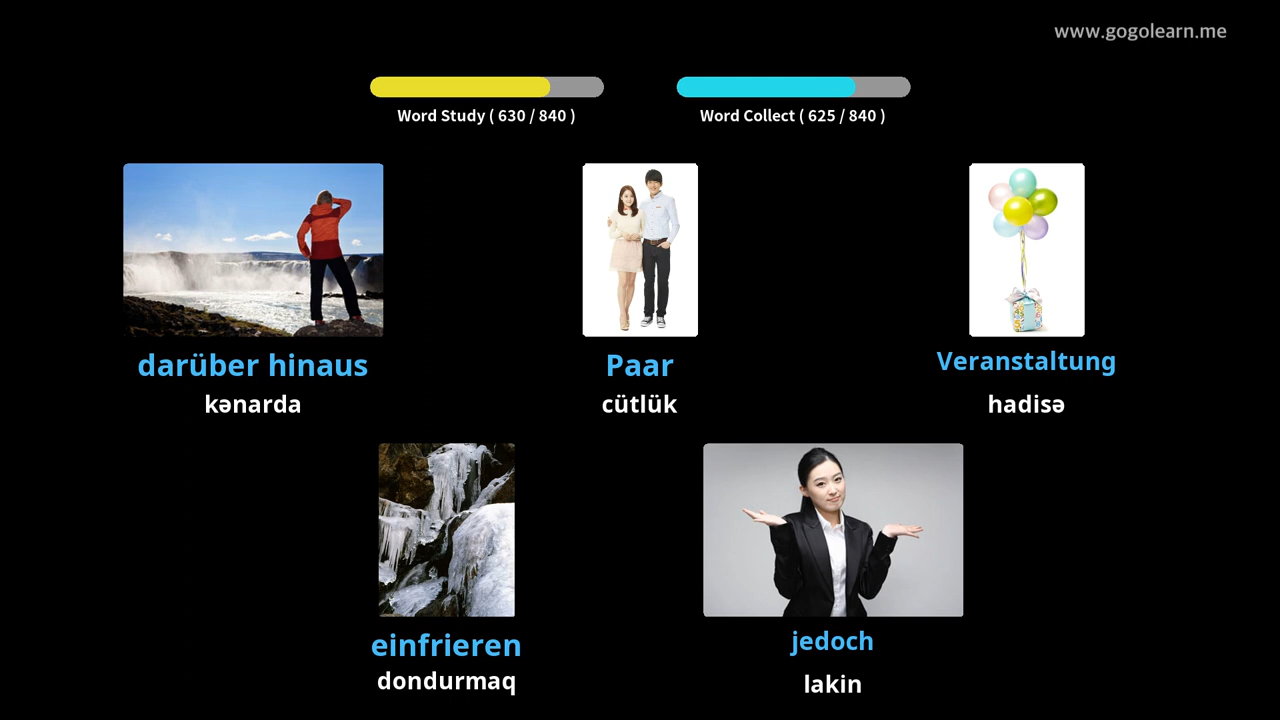 www.gogolearn.me
Word Study ( 630 / 840 )
Word Collect ( 625 / 840 )
darüber hinaus
kənarda
Paar
cütlük
Veranstaltung
hadisə
einfrieren
dondurmaq
jedoch
lakin